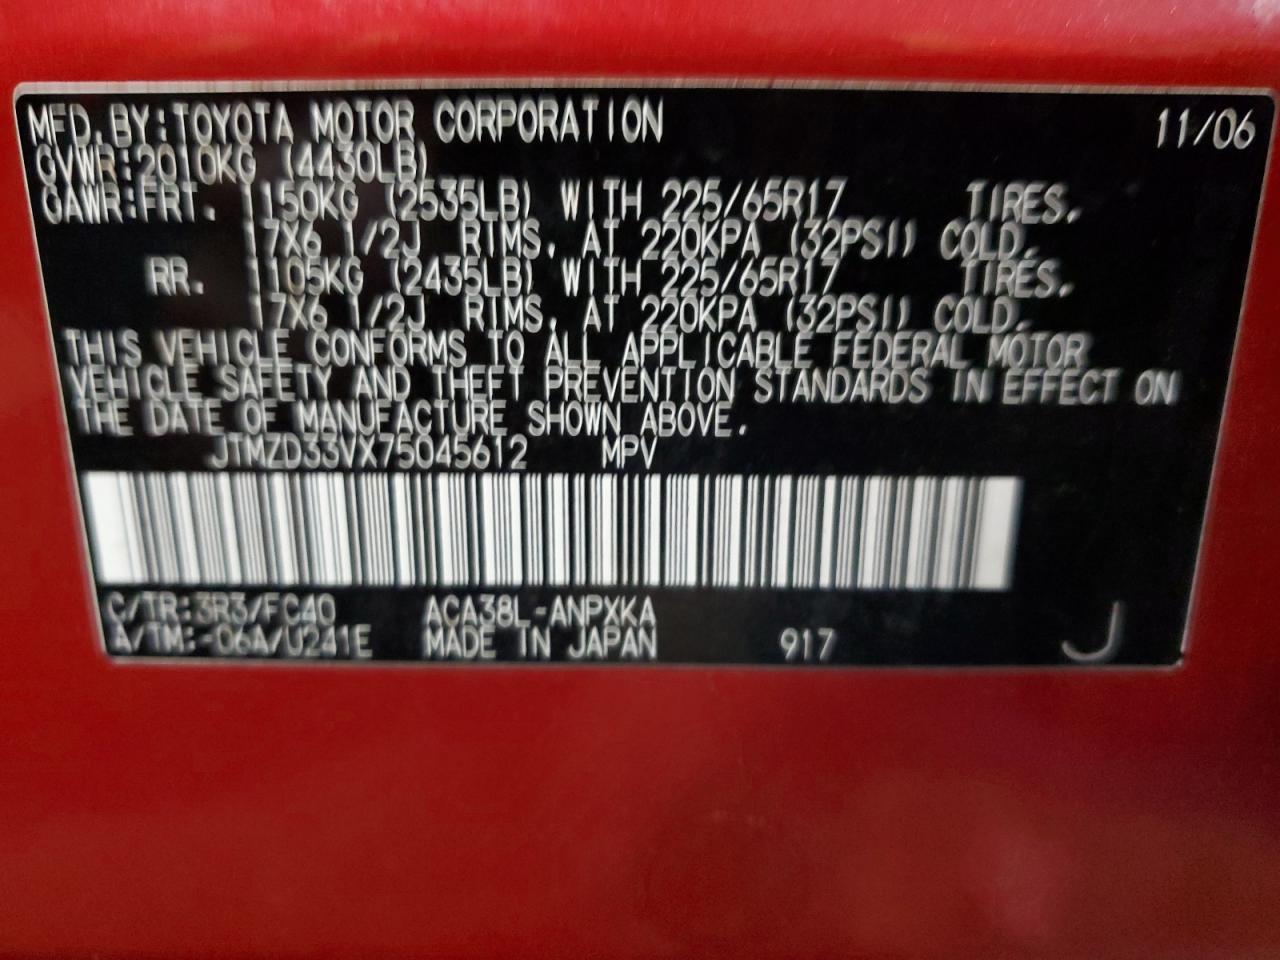 MFD.BY:TOYOTA MOTOR CORPORATION 11/06
GVWR:2010KG (4430LB)
GAWR:FRT. 1150KG (2535LB) WITH 225/65R17 TIRES,
17X6 1/2J RIMS, AT 220KPA (32PSI) COLD.
RR. 1105KG (2435LB) WITH 225/65R17 TIRES,
17X6 1/2J RIMS, AT 220KPA (32PSI) COLD.
THIS VEHICLE CONFORMS TO ALL APPLICABLE FEDERAL MOTOR
VEHICLE SAFETY AND THEFT PREVENTION STANDARDS IN EFFECT ON
THE DATE OF MANUFACTURE SHOWN ABOVE.
JTMZD33VX75045612 MPV
C/TR:3R3/FC40 ACA38L-ANPXKA
A/TM:-06A/U241E MADE IN JAPAN 917 J